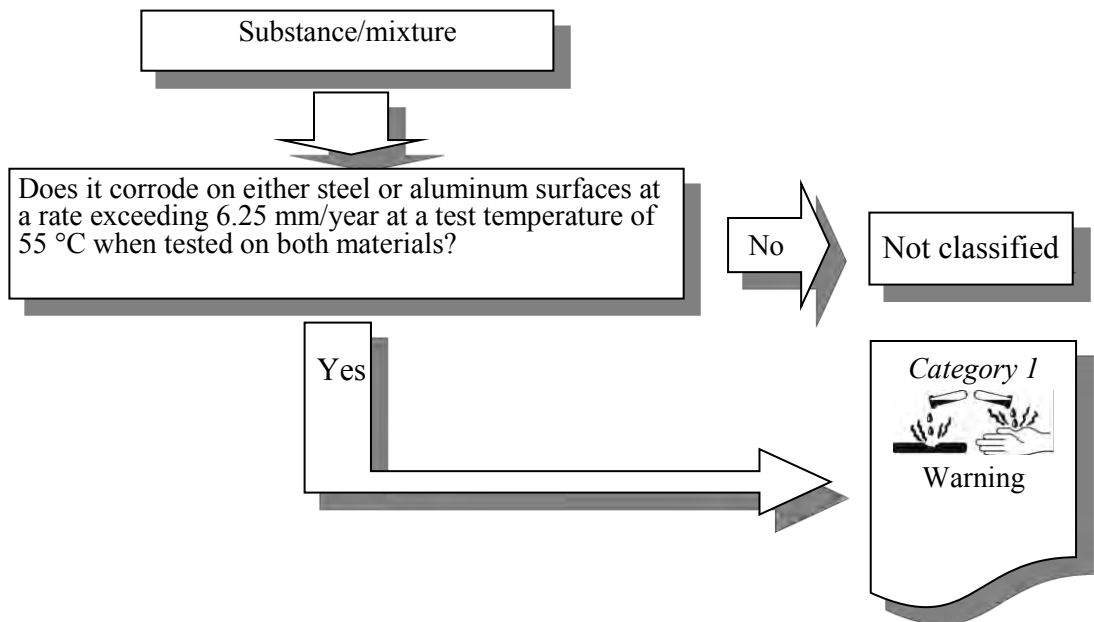 Substance/mixture
Does it corrode on either steel or aluminum surfaces at
a rate exceeding 6.25 mm/year at a test temperature of
55 °C when tested on both materials?
No
Not classified
Yes
Category 1
Warning